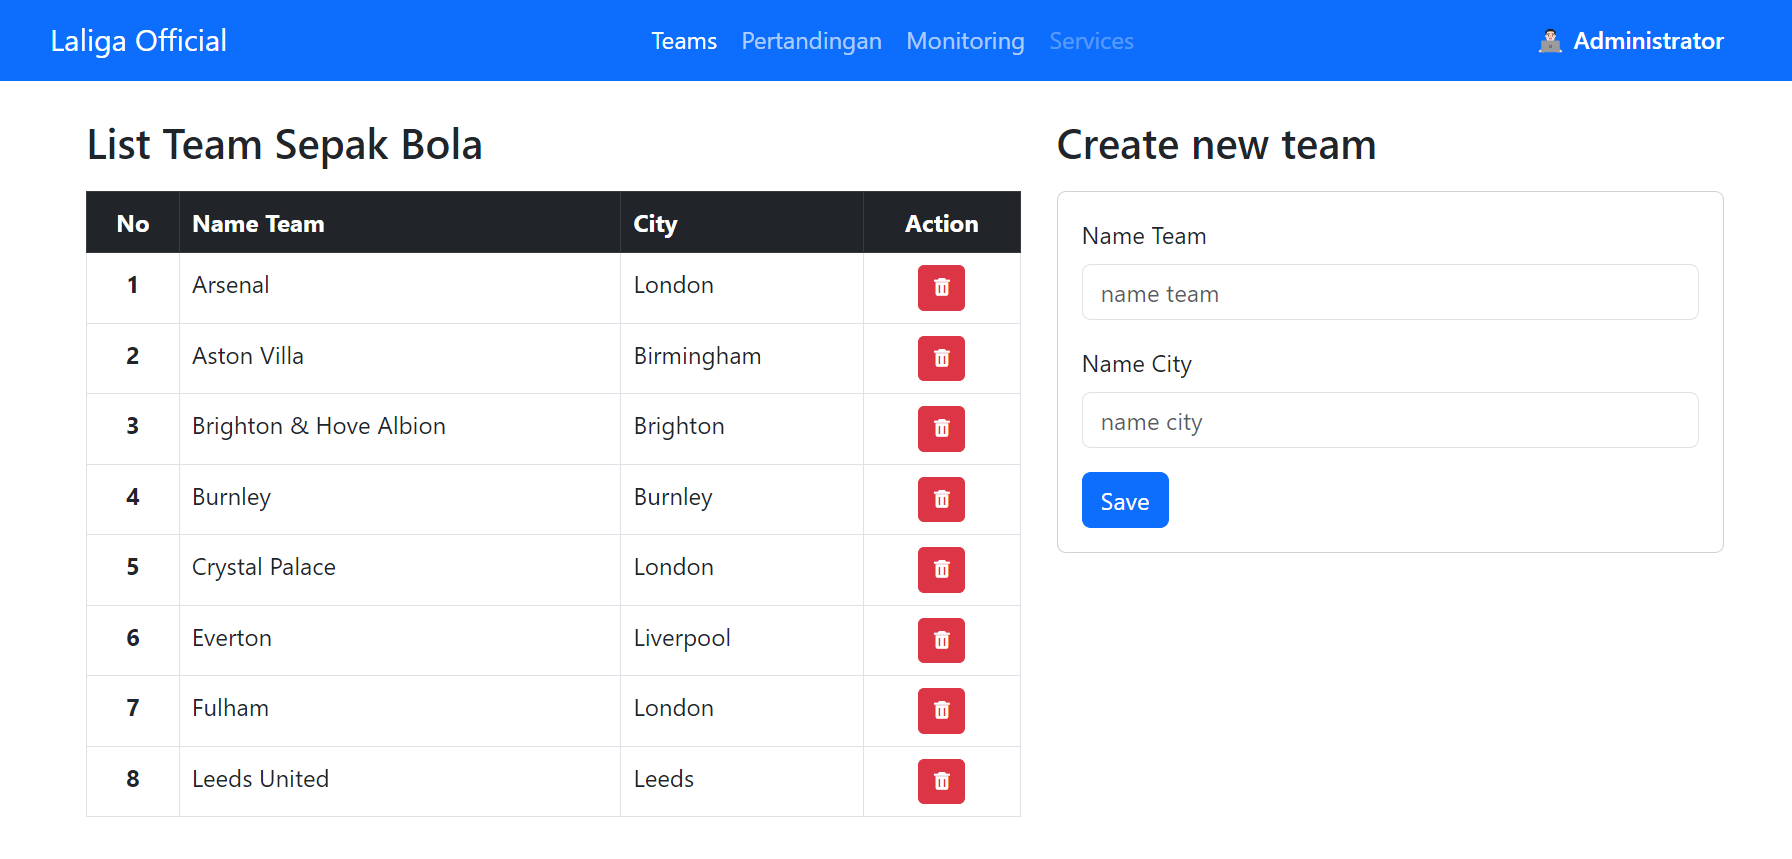 Laliga Official
Teams Pertandingan Monitoring Services
Administrator
List Team Sepak Bola
No Name Team City Action
1 Arsenal London
2 Aston Villa Birmingham
3 Brighton & Hove Albion Brighton
4 Burnley Burnley
5 Crystal Palace London
6 Everton Liverpool
7 Fulham London
8 Leeds United Leeds
Create new team
Name Team
name team
Name City
name city
Save